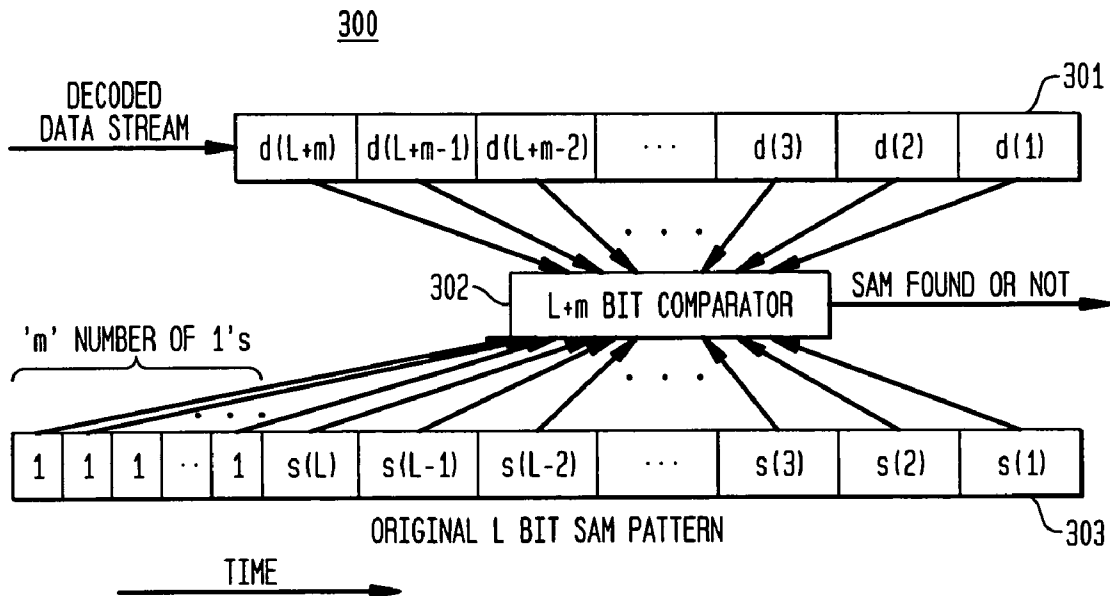 300
301
DECODED
DATA STREAM
d(L+m) d(L+m-1) d(L+m-2) ... d(3) d(2) d(1)
. . .
302
L+m BIT COMPARATOR
SAM FOUND OR NOT
'm' NUMBER OF 1's
. . .
. . .
1 1 1 .. 1 s(L) s(L-1) s(L-2) ... s(3) s(2) s(1)
ORIGINAL L BIT SAM PATTERN
303
TIME